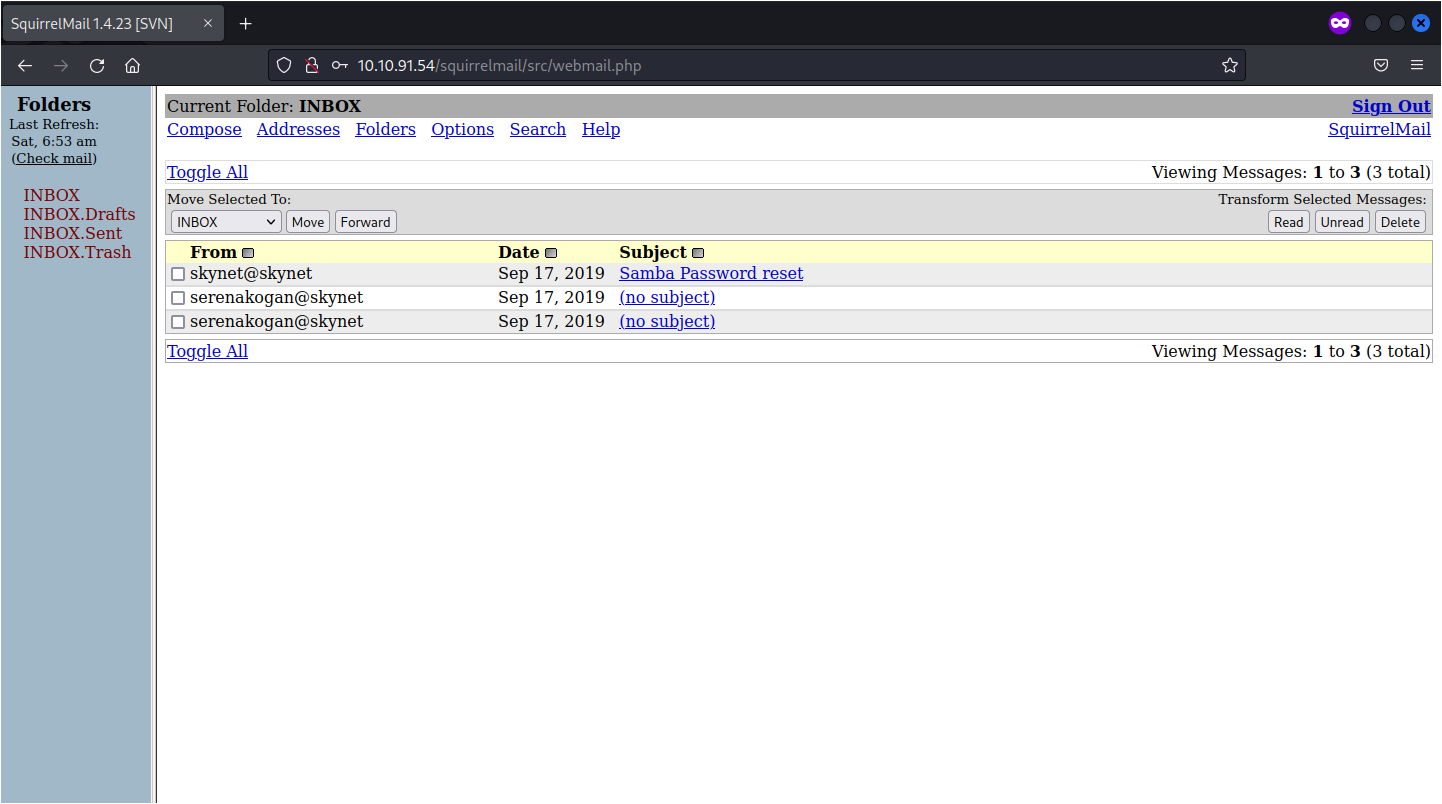 SquirrelMail 1.4.23 [SVN]
10.10.91.54/squirrelmail/src/webmail.php
Folders
Last Refresh:
Sat, 6:53 am
(Check mail)
INBOX
INBOX.Drafts
INBOX.Sent
INBOX.Trash
Current Folder: INBOX Sign Out
Compose Addresses Folders Options Search Help SquirrelMail
Toggle All Viewing Messages: 1 to 3 (3 total)
Move Selected To: Transform Selected Messages:
INBOX Move Forward Read Unread Delete
From Date Subject
skynet@skynet Sep 17, 2019 Samba Password reset
serenakogan@skynet Sep 17, 2019 (no subject)
serenakogan@skynet Sep 17, 2019 (no subject)
Toggle All Viewing Messages: 1 to 3 (3 total)